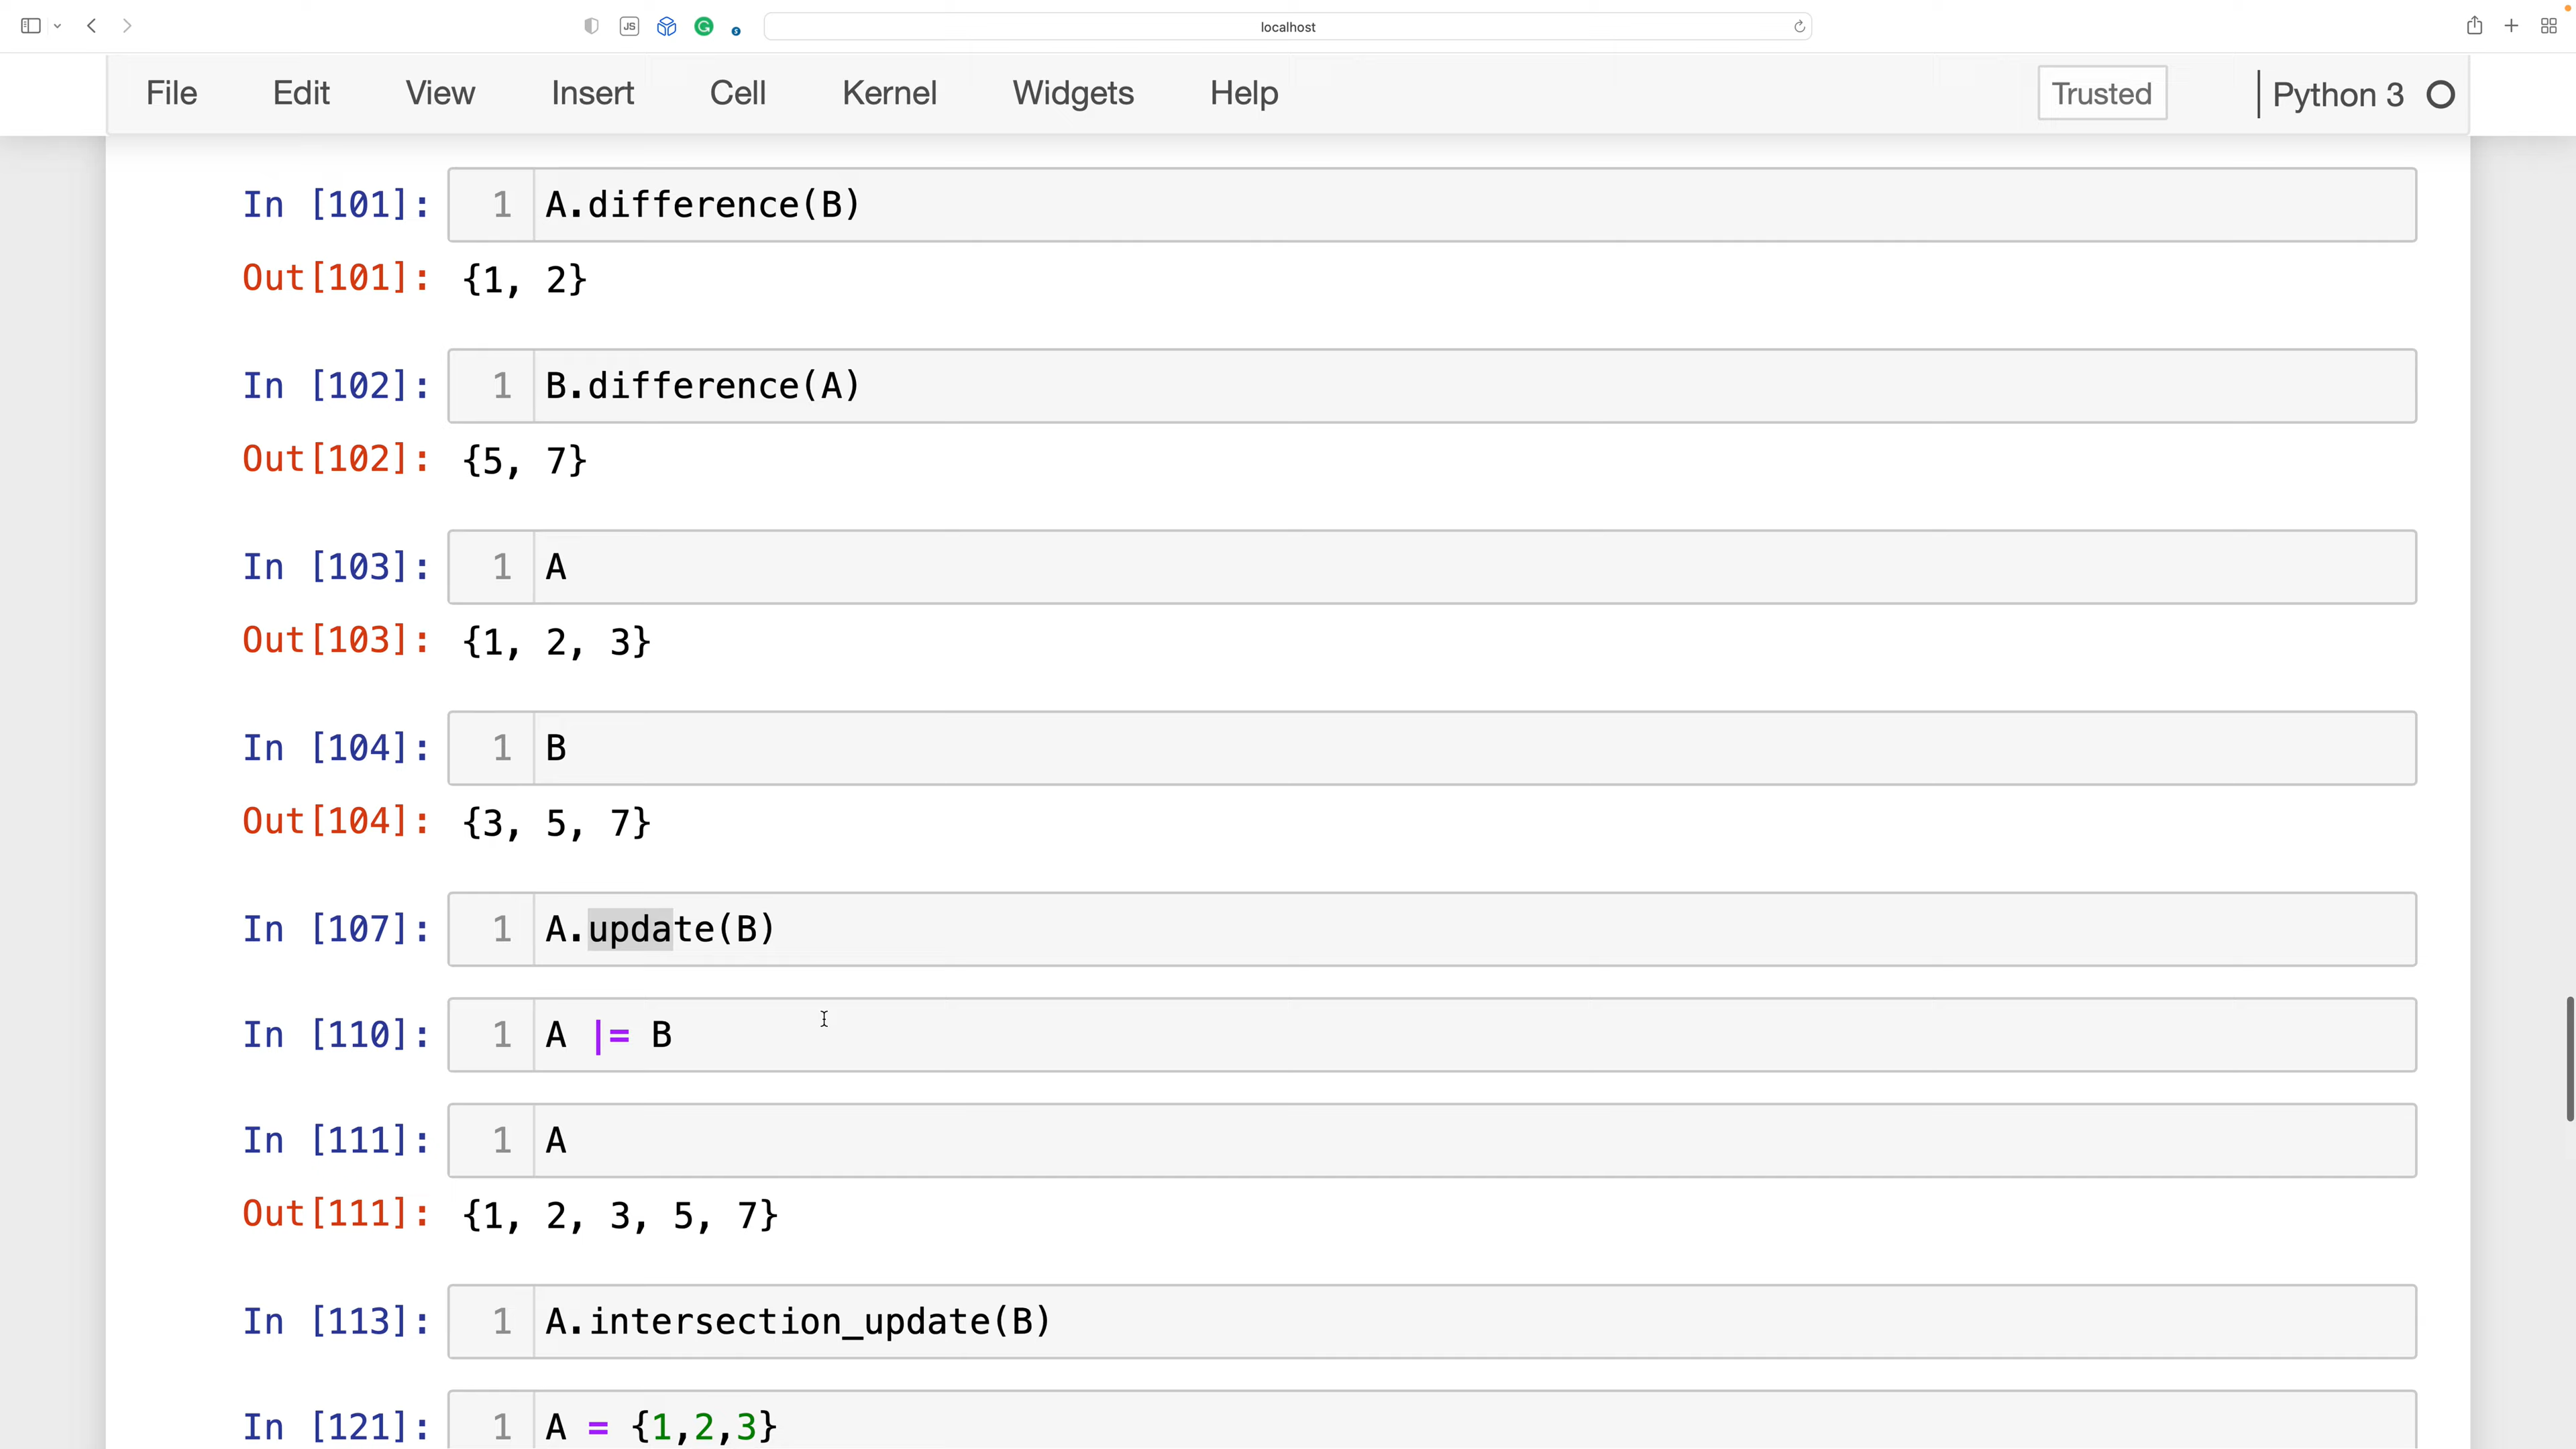 localhost
File Edit View Insert Cell Kernel Widgets Help Trusted Python 3
In [101]: 1 A.difference(B)
Out[101]: {1, 2}
In [102]: 1 B.difference(A)
Out[102]: {5, 7}
In [103]: 1 A
Out[103]: {1, 2, 3}
In [104]: 1 B
Out[104]: {3, 5, 7}
In [107]: 1 A.update(B)
In [110]: 1 A |= B
In [111]: 1 A
Out[111]: {1, 2, 3, 5, 7}
In [113]: 1 A.intersection_update(B)
In [121]: 1 A = {1,2,3}